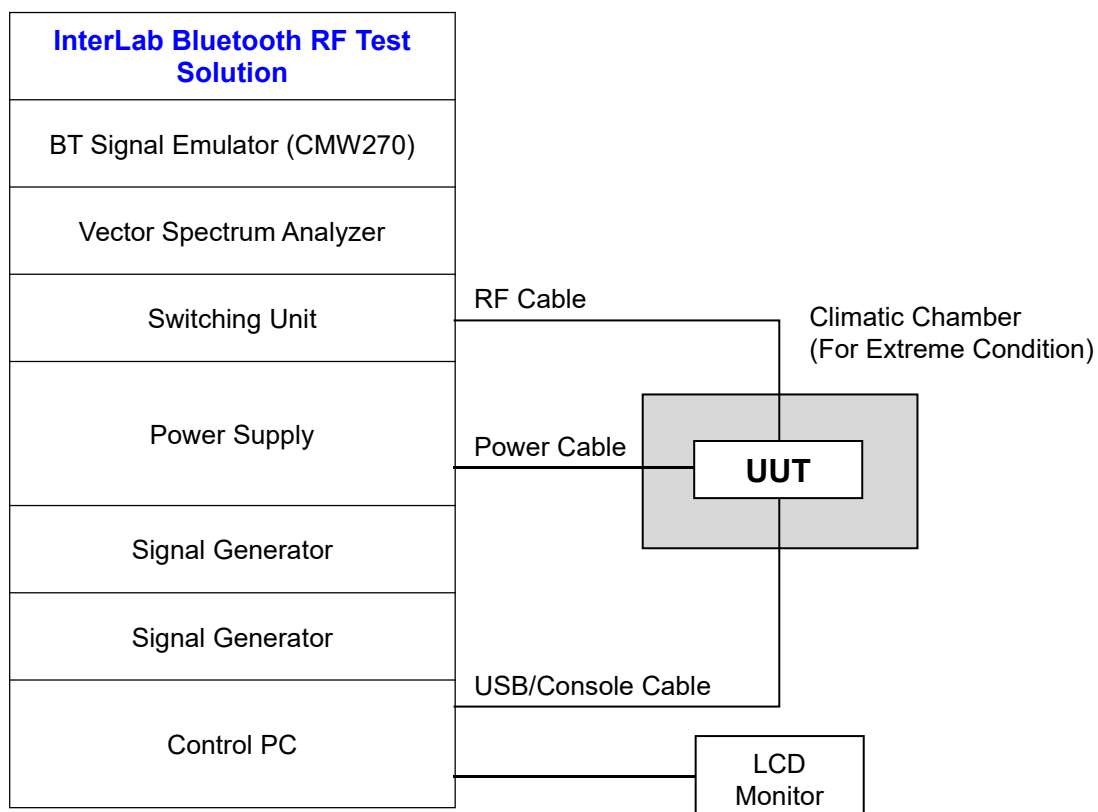 InterLab Bluetooth RF Test
Solution
BT Signal Emulator (CMW270)
Vector Spectrum Analyzer
Switching Unit
Power Supply
Signal Generator
Signal Generator
Control PC
RF Cable
Climatic Chamber
(For Extreme Condition)
Power Cable
UUT
USB/Console Cable
LCD
Monitor